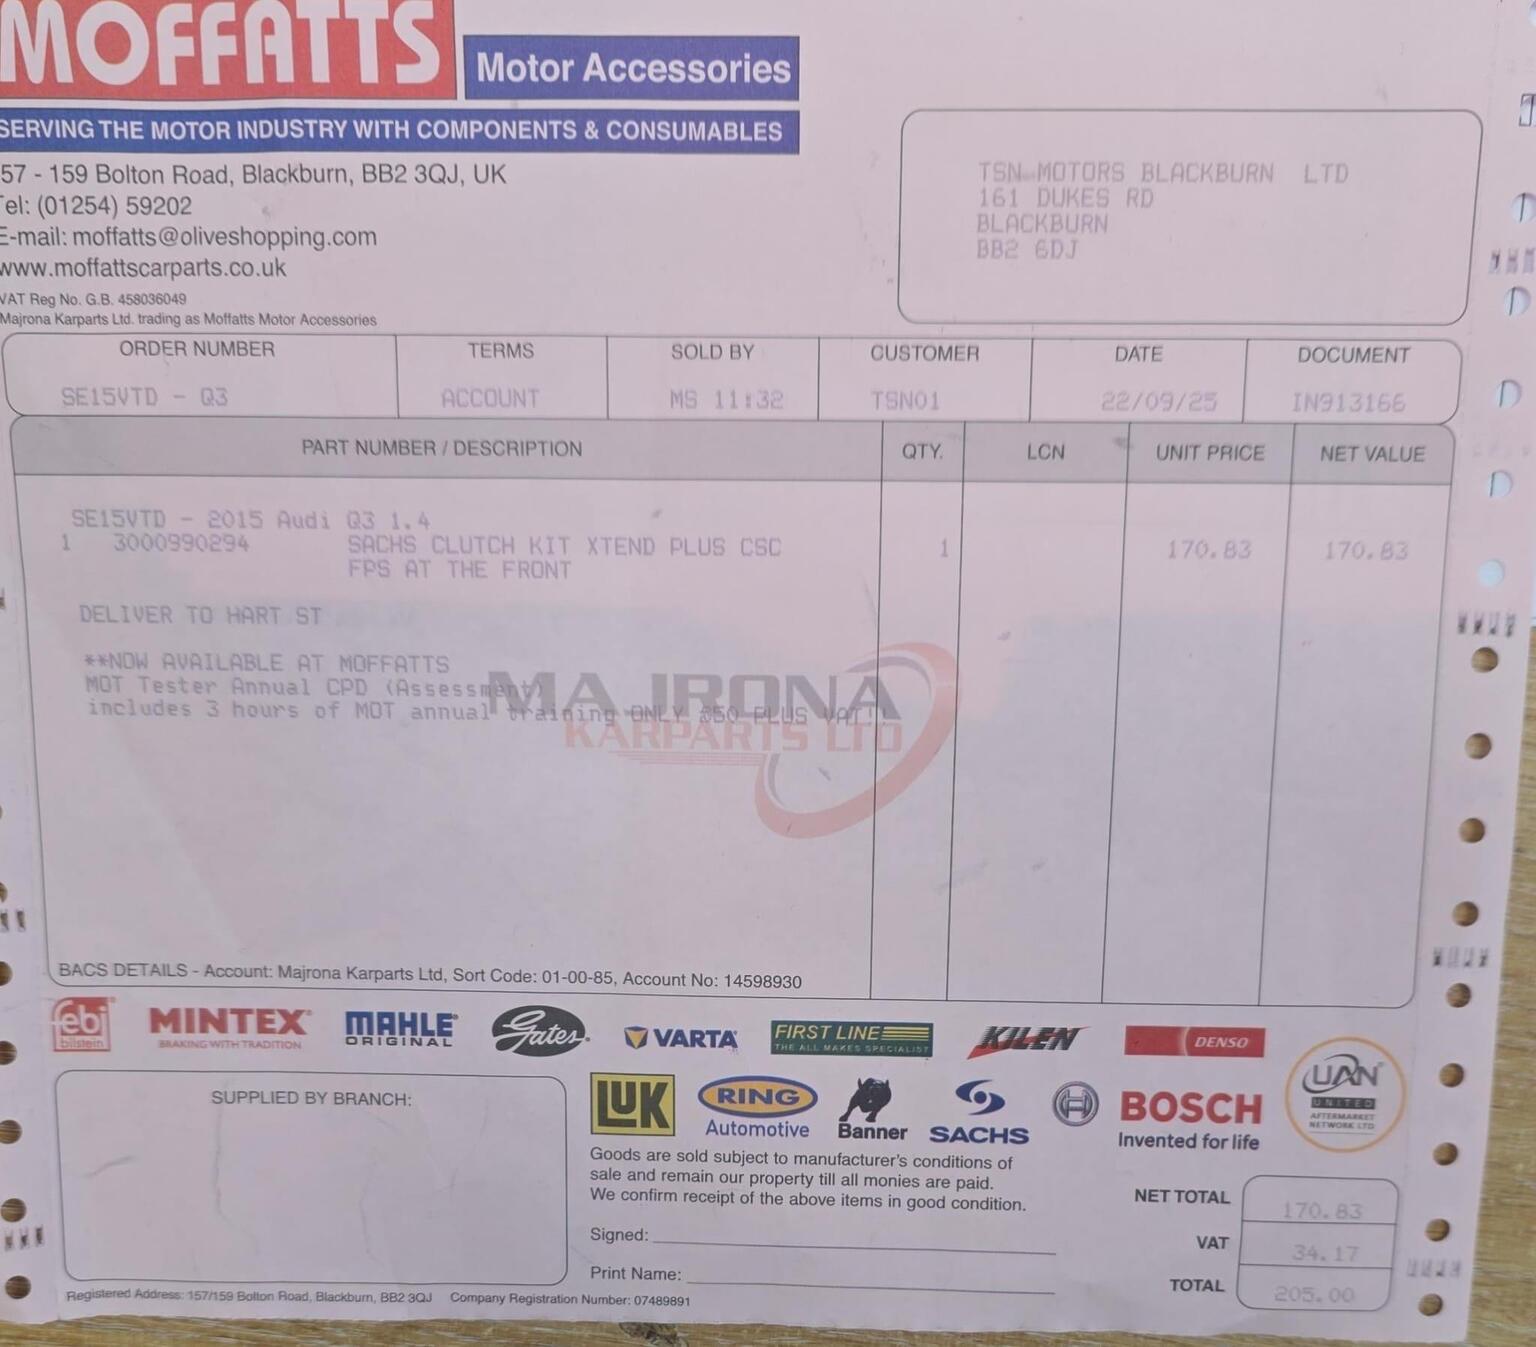 MOFFATTS
Motor Accessories
SERVING THE MOTOR INDUSTRY WITH COMPONENTS & CONSUMABLES
57 - 159 Bolton Road, Blackburn, BB2 3QJ, UK
Tel: (01254) 59202
E-mail: moffatts@oliveshopping.com
www.moffattscarparts.co.uk
VAT Reg No. G.B. 458036049
Majrona Karparts Ltd. trading as Moffatts Motor Accessories
TSN MOTORS BLACKBURN LTD
161 DUKES RD
BLACKBURN
BB2 6DJ
ORDER NUMBER TERMS SOLD BY CUSTOMER DATE DOCUMENT
SE15VTD - Q3 ACCOUNT MS 11:32 TSN01 22/09/25 IN913166
PART NUMBER / DESCRIPTION QTY. LCN UNIT PRICE NET VALUE
SE15VTD - 2015 Audi Q3 1.4
1 3000990294 SACHS CLUTCH KIT XTEND PLUS CSC 1 170.83 170.83
FPS AT THE FRONT
DELIVER TO HART ST
**NOW AVAILABLE AT MOFFATTS
MOT Tester Annual CPD (Assessment)
includes 3 hours of MOT annual training ONLY £50 PLUS VAT!!
MAJRONA
KARPARTS LTD
BACS DETAILS - Account: Majrona Karparts Ltd, Sort Code: 01-00-85, Account No: 14598930
febi
bilstein
MINTEX
BRAKING WITH TRADITION
MAHLE
ORIGINAL
Gates
VARTA
FIRST LINE
THE ALL MAKES SPECIALIST
KILEN
DENSO
LUK
RING
Automotive
Banner
SACHS
BOSCH
Invented for life
UAN
UNITED
AFTERMARKET
NETWORK LTD
SUPPLIED BY BRANCH:
Goods are sold subject to manufacturer's conditions of
sale and remain our property till all monies are paid.
We confirm receipt of the above items in good condition.
Signed:
Print Name:
NET TOTAL 170.83
VAT 34.17
TOTAL 205.00
Registered Address: 157/159 Bolton Road, Blackburn, BB2 3QJ Company Registration Number: 07489891